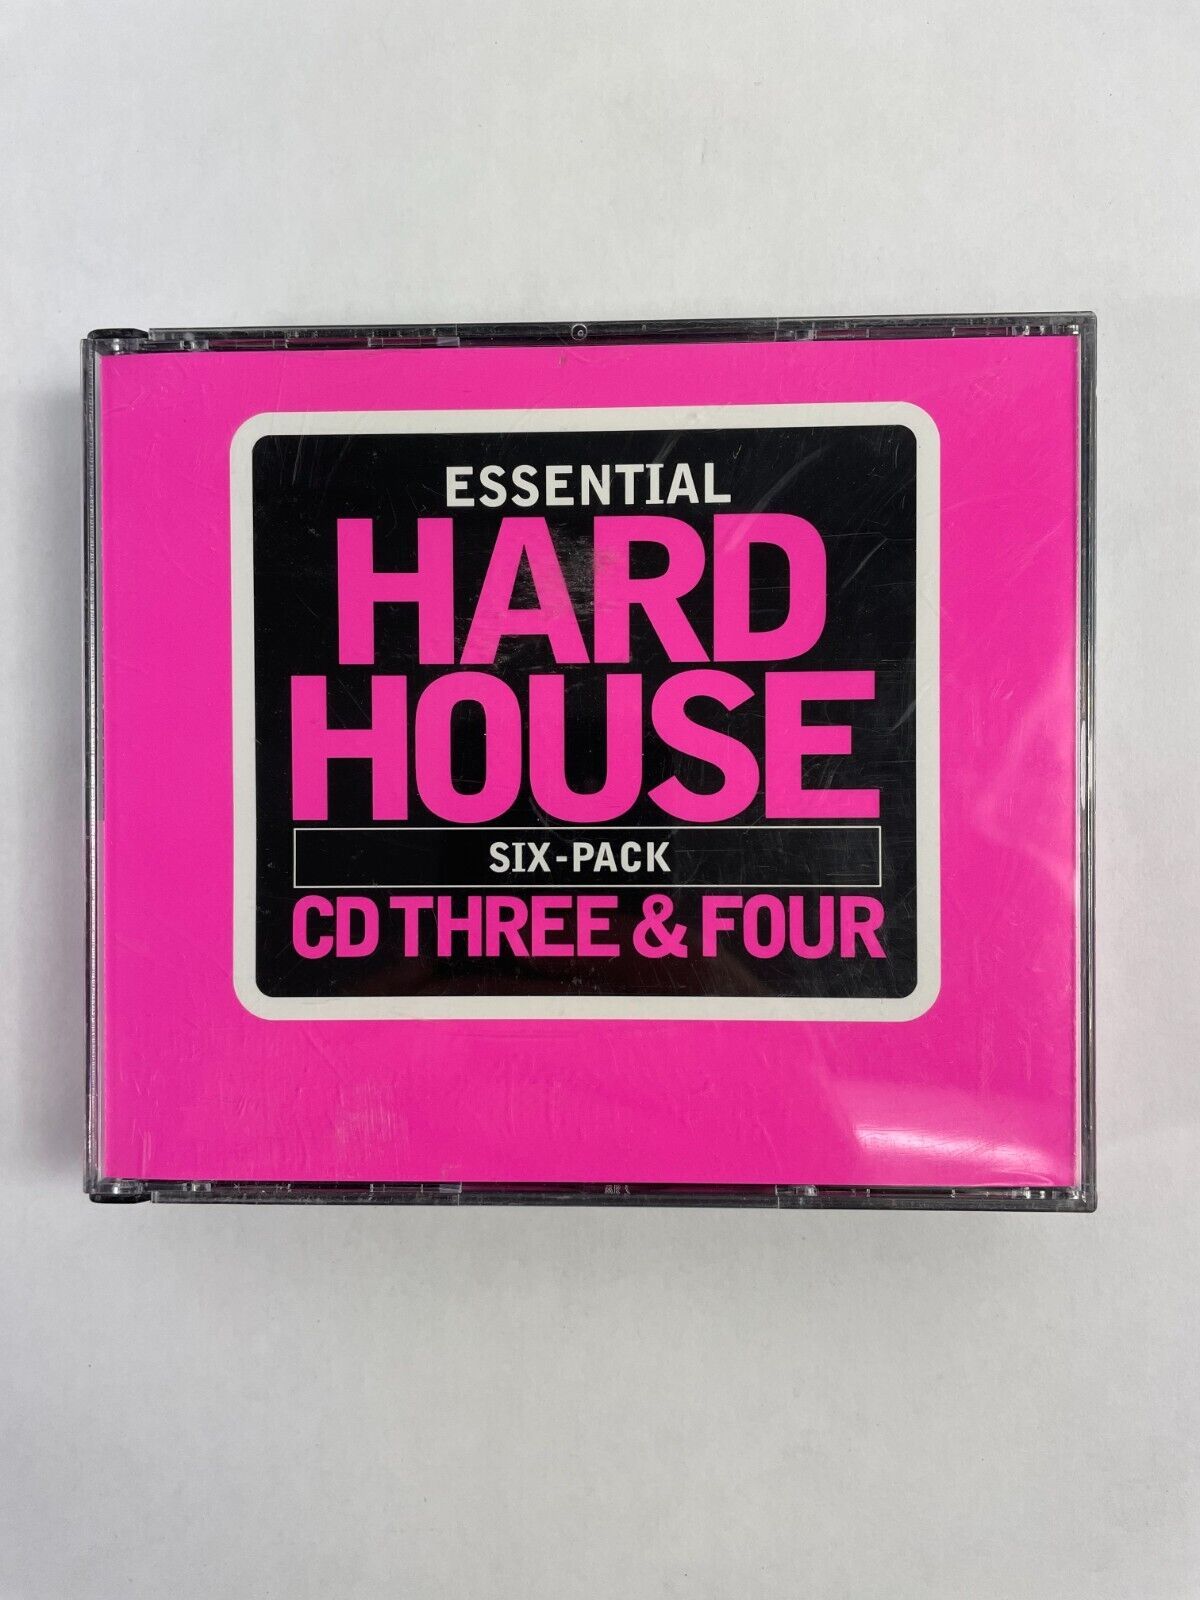 ESSENTIAL
HARD
HOUSE
SIX-PACK
CD THREE & FOUR